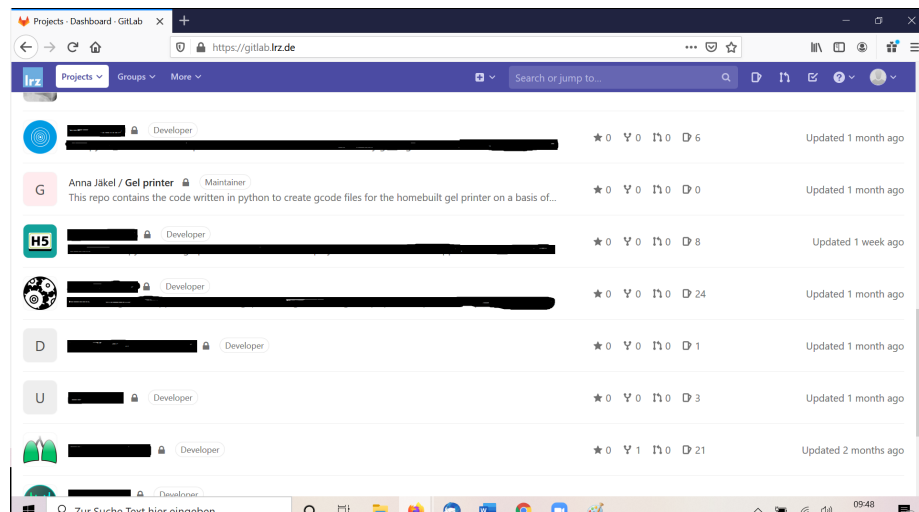 Projects · Dashboard · GitLab
https://gitlab.lrz.de
lrz Projects Groups More Search or jump to...
Developer
0 0 0 6 Updated 1 month ago
G Anna Jäkel / Gel printer Maintainer
This repo contains the code written in python to create gcode files for the homebuilt gel printer on a basis of...
0 0 0 0 Updated 1 month ago
H5 Developer
0 0 0 8 Updated 1 week ago
Developer
0 0 0 24 Updated 1 month ago
D Developer
0 0 0 1 Updated 1 month ago
U Developer
0 0 0 3 Updated 1 month ago
Developer
0 1 0 21 Updated 2 months ago
Developer
Zur Suche Text hier eingeben
09:48